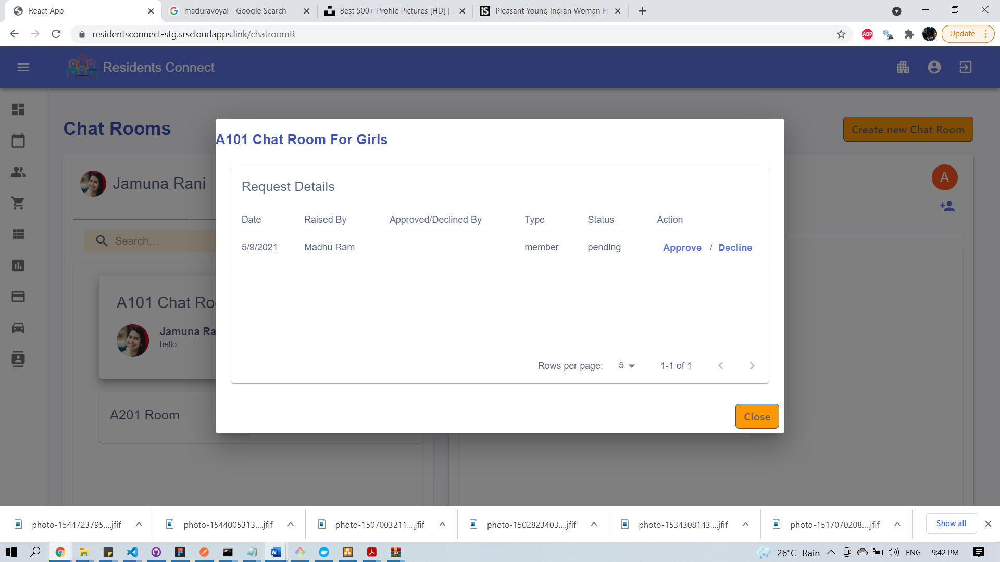 React App
maduravoyal - Google Search
Best 500+ Profile Pictures [HD] |
Pleasant Young Indian Woman Fr
residentsconnect-stg.srscloudapps.link/chatroomR
ABP
Update
Residents Connect
Chat Rooms
Create new Chat Room
Jamuna Rani
A
Search...
A101 Chat Ro
Jamuna Ra
hello
A201 Room
A101 Chat Room For Girls
Request Details
Date Raised By Approved/Declined By Type Status Action
5/9/2021 Madhu Ram member pending Approve / Decline
Rows per page: 5 1-1 of 1
Close
photo-1544723795....jfif
photo-1544005313....jfif
photo-1507003211....jfif
photo-1502823403....jfif
photo-1534308143....jfif
photo-1517070208....jfif
Show all
26°C Rain ENG 9:42 PM